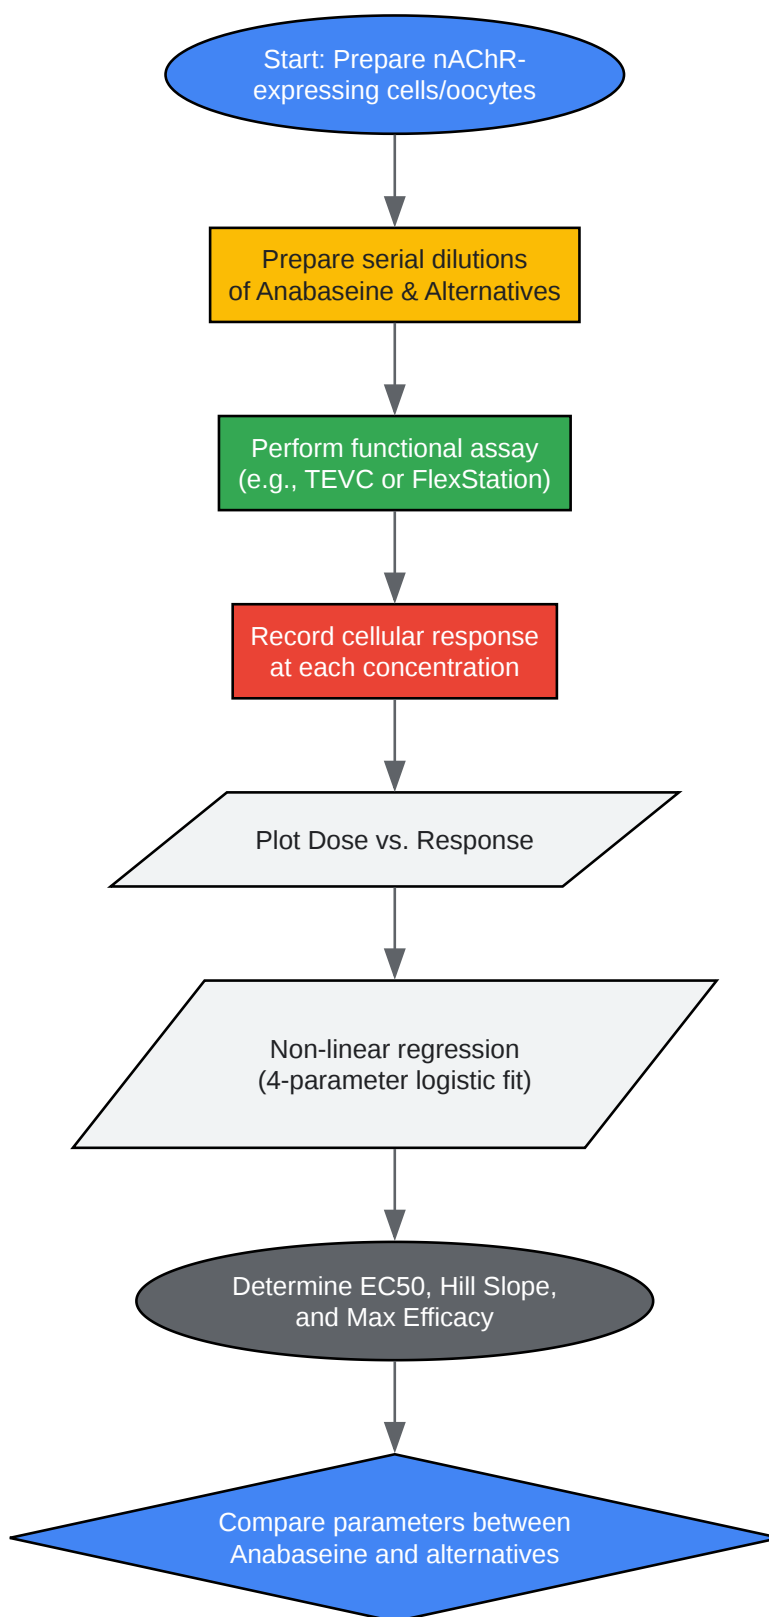 Start: Prepare nAChR-
expressing cells/oocytes
Prepare serial dilutions
of Anabaseine & Alternatives
Perform functional assay
(e.g., TEVC or FlexStation)
Record cellular response
at each concentration
Plot Dose vs. Response
Non-linear regression
(4-parameter logistic fit)
Determine EC50, Hill Slope,
and Max Efficacy
Compare parameters between
Anabaseine and alternatives